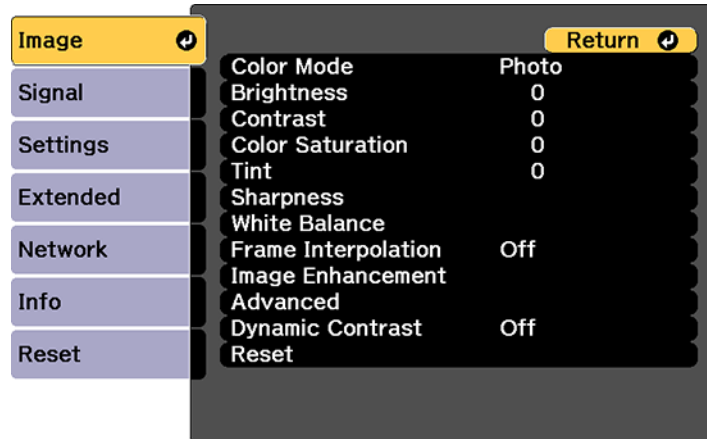 Image
Signal
Settings
Extended
Network
Info
Reset
Return
Color Mode Photo
Brightness 0
Contrast 0
Color Saturation 0
Tint 0
Sharpness
White Balance
Frame Interpolation Off
Image Enhancement
Advanced
Dynamic Contrast Off
Reset